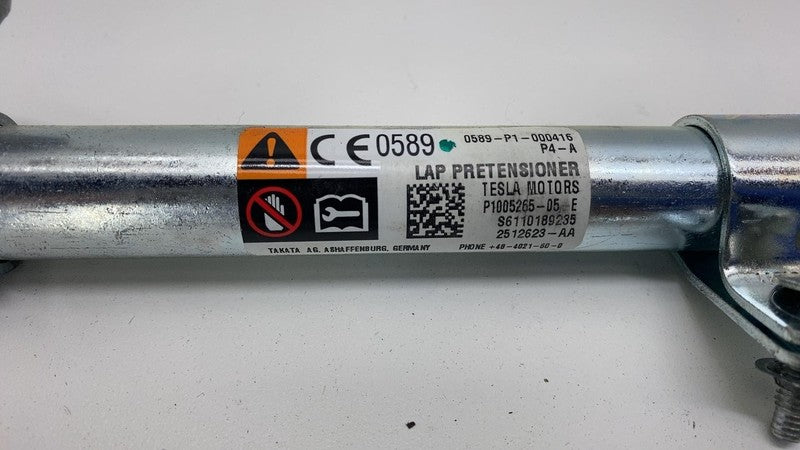 CE 0589
0589-P1-000416
P4-A
LAP PRETENSIONER
TESLA MOTORS
P1005265-05-E
S6110189235
2512623-AA
TAKATA AG, ASHAFFENBURG, GERMANY
PHONE +49-6021-60-0